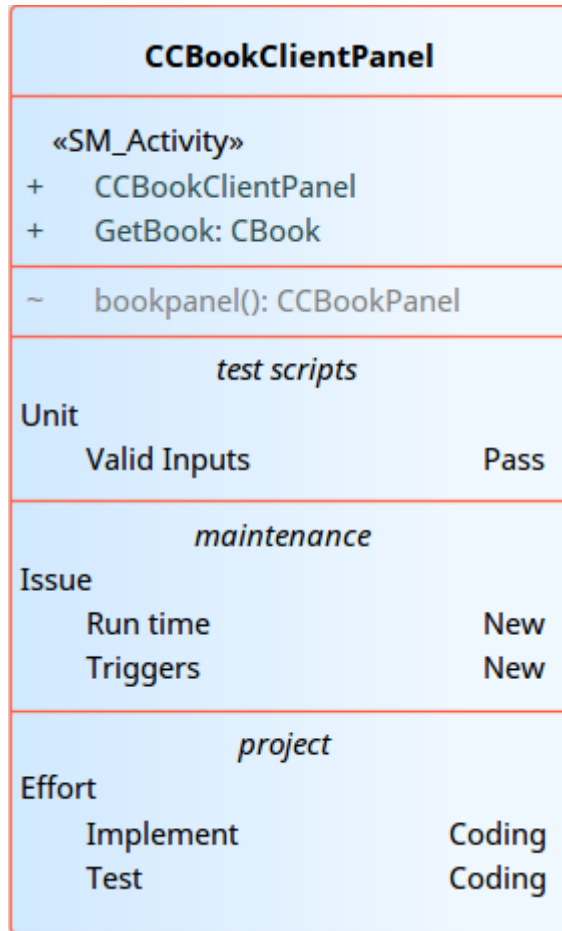 CCBookClientPanel
«SM_Activity»
+ CCBookClientPanel
+ GetBook: CBook
~ bookpanel(): CCBookPanel
test scripts
Unit
Valid Inputs Pass
maintenance
Issue
Run time New
Triggers New
project
Effort
Implement Coding
Test Coding